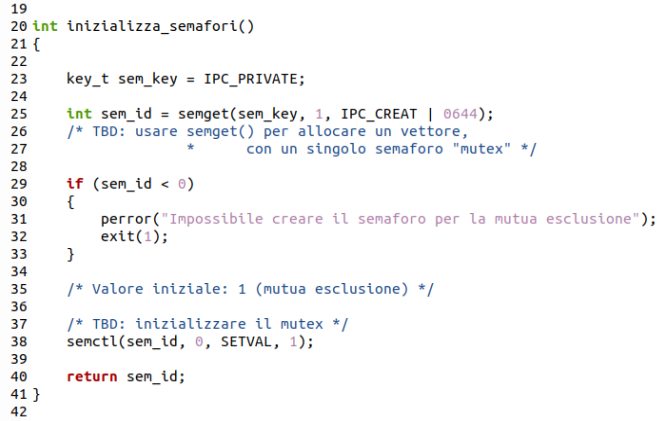 19
20 int inizializza_semafori()
21 {
22
23     key_t sem_key = IPC_PRIVATE;
24
25     int sem_id = semget(sem_key, 1, IPC_CREAT | 0644);
26     /* TBD: usare semget() per allocare un vettore,
27                    *      con un singolo semaforo "mutex" */
28
29     if (sem_id < 0)
30     {
31         perror("Impossibile creare il semaforo per la mutua esclusione");
32         exit(1);
33     }
34
35     /* Valore iniziale: 1 (mutua esclusione) */
36
37     /* TBD: inizializzare il mutex */
38     semctl(sem_id, 0, SETVAL, 1);
39
40     return sem_id;
41 }
42